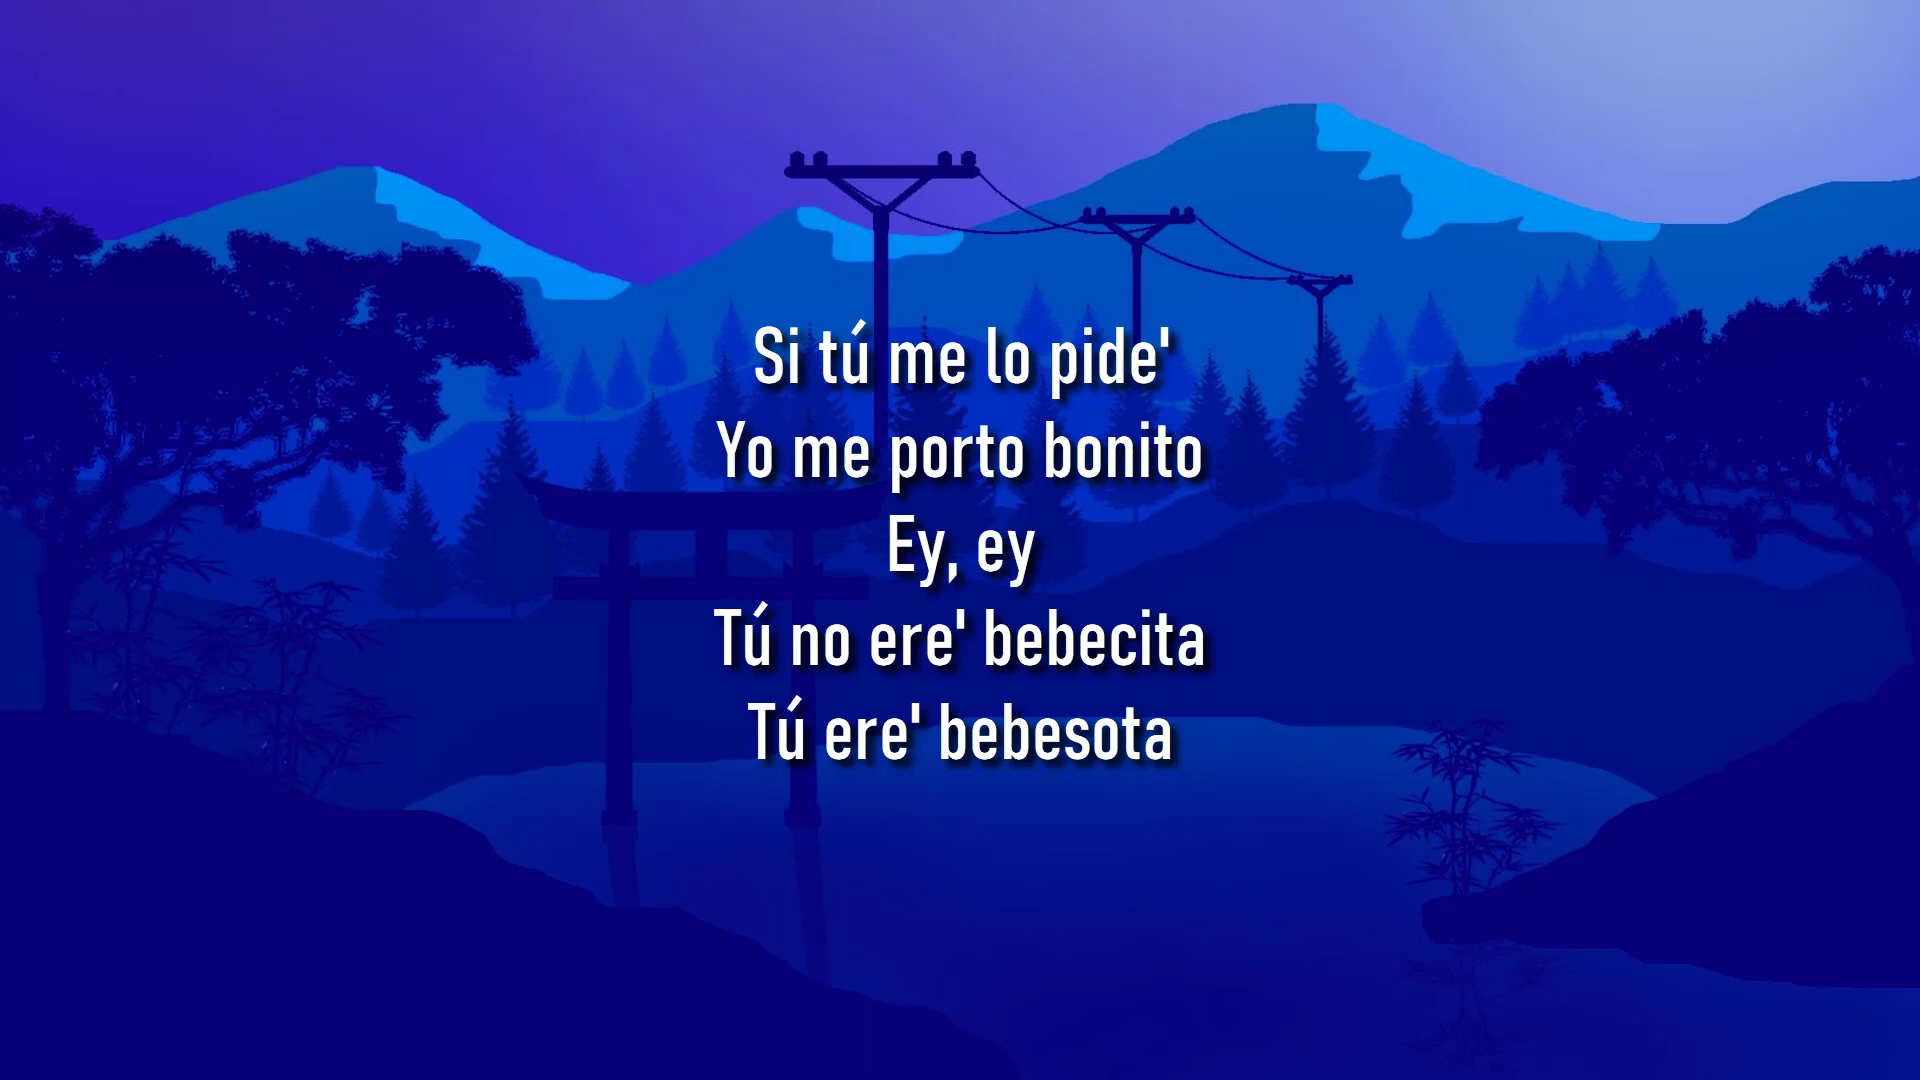 Si tú me lo pide'
Yo me porto bonito
Ey, ey
Tú no ere' bebecita
Tú ere' bebesota